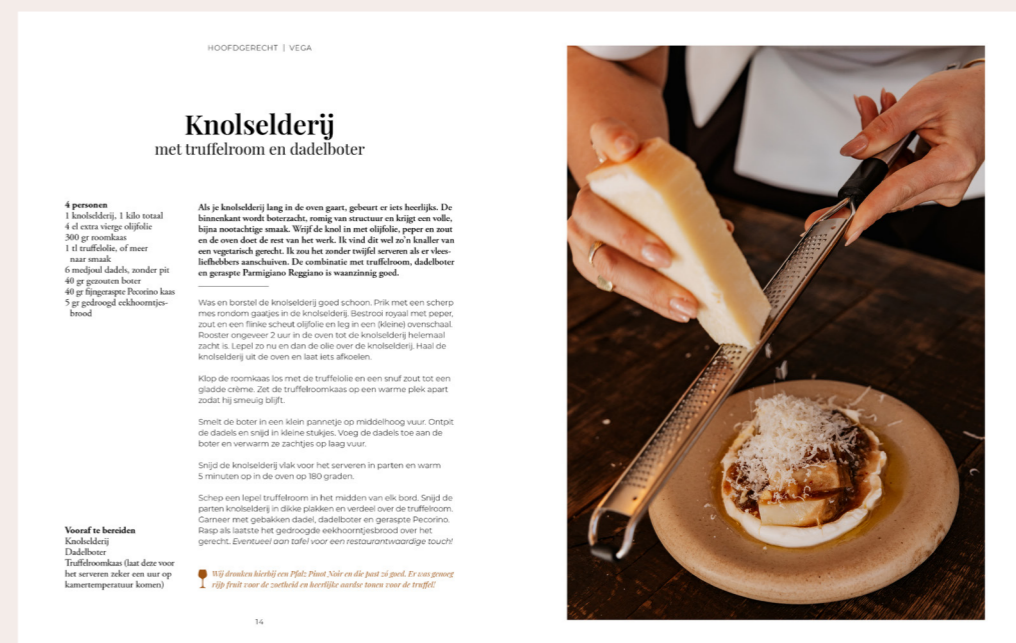 HOOFDGERECHT | VEGA
Knolselderij
met truffelroom en dadelboter
4 personen
1 knolselderij, 1 kilo totaal
4 el extra vierge olijfolie
300 gr roomkaas
1 tl truffelolie, of meer
naar smaak
6 medjoul dadels, zonder pit
40 gr gezouten boter
40 gr fijngeraspte Pecorino kaas
5 gr gedroogd eekhoorntjes-
brood
Vooraf te bereiden
Knolselderij
Dadelboter
Truffelroomkaas (laat deze voor
het serveren zeker een uur op
kamertemperatuur komen)
Als je knolselderij lang in de oven gaart, gebeurt er iets heerlijks. De
binnenkant wordt boterzacht, romig van structuur en krijgt een volle,
bijna nootachtige smaak. Wrijf de knol in met olijfolie, peper en zout
en de oven doet de rest van het werk. Ik vind dit wel zo'n knaller van
een vegetarisch gerecht. Ik zou het zonder twijfel serveren als er vlees-
liefhebbers aanschuiven. De combinatie met truffelroom, dadelboter
en geraspte Parmigiano Reggiano is waanzinnig goed.
Was en borstel de knolselderij goed schoon. Prik met een scherp
mes rondom gaatjes in de knolselderij. Bestrooi royaal met peper,
zout en een flinke scheut olijfolie en leg in een (kleine) ovenschaal.
Rooster ongeveer 2 uur in de oven tot de knolselderij helemaal
zacht is. Lepel zo nu en dan de olie over de knolselderij. Haal de
knolselderij uit de oven en laat iets afkoelen.
Klop de roomkaas los met de truffelolie en een snuf zout tot een
gladde crème. Zet de truffelroomkaas op een warme plek apart
zodat hij smeuïg blijft.
Smelt de boter in een klein pannetje op middelhoog vuur. Ontpit
de dadels en snijd in kleine stukjes. Voeg de dadels toe aan de
boter en verwarm ze zachtjes op laag vuur.
Snijd de knolselderij vlak voor het serveren in parten en warm
5 minuten op in de oven op 180 graden.
Schep een lepel truffelroom in het midden van elk bord. Snijd de
parten knolselderij in dikke plakken en verdeel over de truffelroom.
Garneer met gebakken dadel, dadelboter en geraspte Pecorino.
Rasp als laatste het gedroogde eekhoorntjesbrood over het
gerecht. Eventueel aan tafel voor een restaurantwaardige touch!
Wij dronken hierbij een Pfalz Pinot Noir en die past zó goed. Er was genoeg
rijp fruit voor de zoetheid en heerlijke aardse tonen voor de truffel!
14